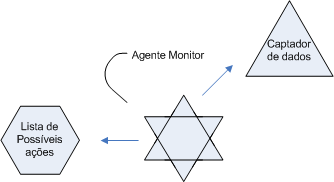 Captador
de dados
Agente Monitor
Lista de
Possíveis
ações